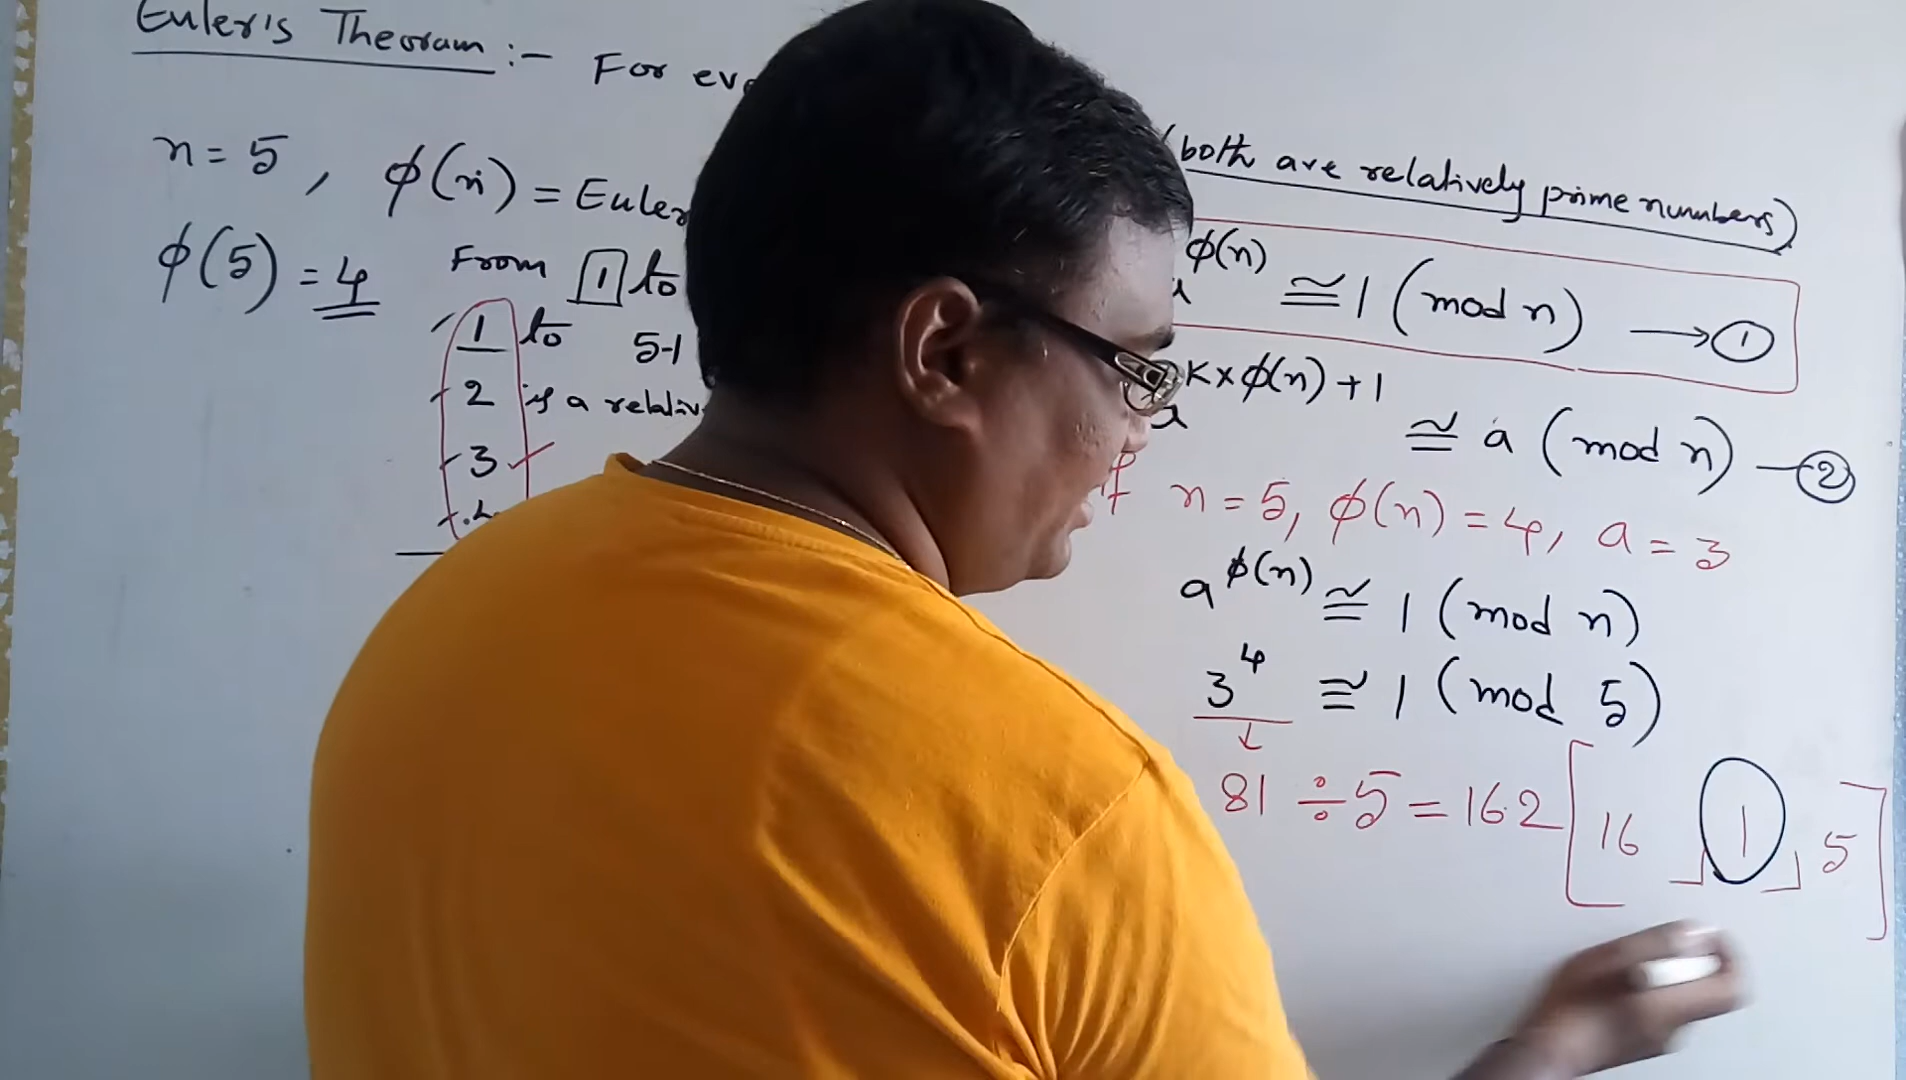 Euler's Theoram :- For eve
(both are relatively prime numbers)
n = 5 , ϕ(n) = Euler
ϕ(5) = 4 From 1 to
1 to 5-1
2 is a relativ
3
a^ϕ(n) ≅ 1 (mod n) → ①
a^K×ϕ(n)+1 ≅ a (mod n) — ②
if n = 5, ϕ(n) = 4, a = 3
a^ϕ(n) ≅ 1 (mod n)
3^4 ≅ 1 (mod 5)
81 ÷ 5 = 16.2 [16 1 5]